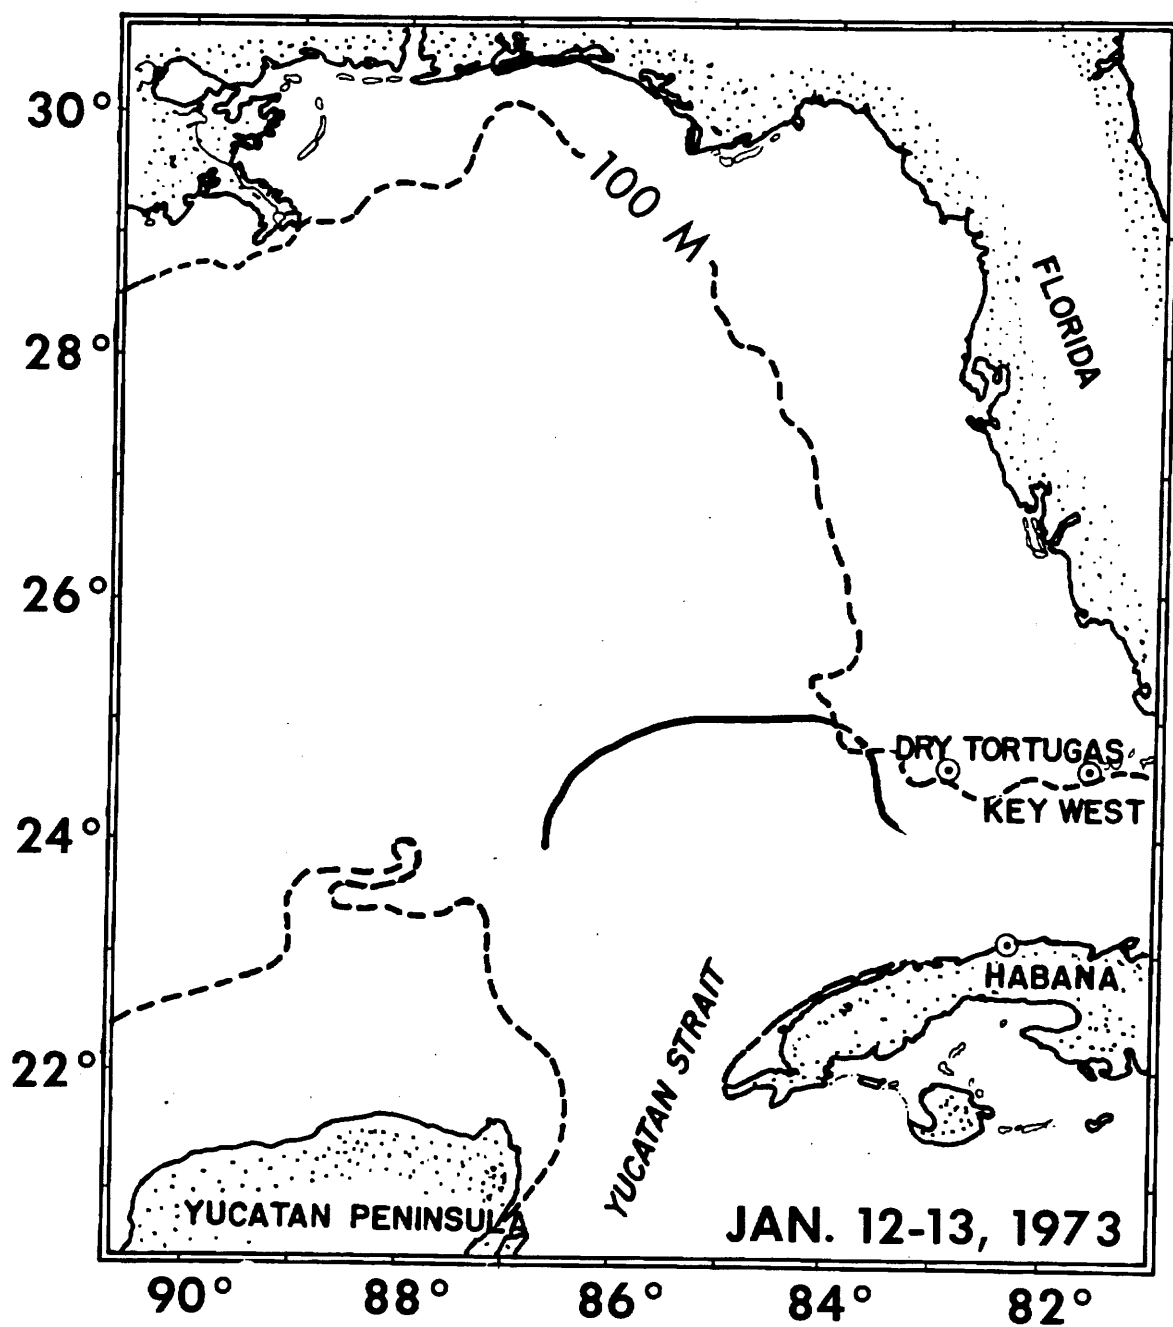 30°
100 M
FLORIDA
28°
26°
DRY TORTUGAS
KEY WEST
24°
HABANA
YUCATAN STRAIT
22°
YUCATAN PENINSULA
JAN. 12-13, 1973
90° 88° 86° 84° 82°